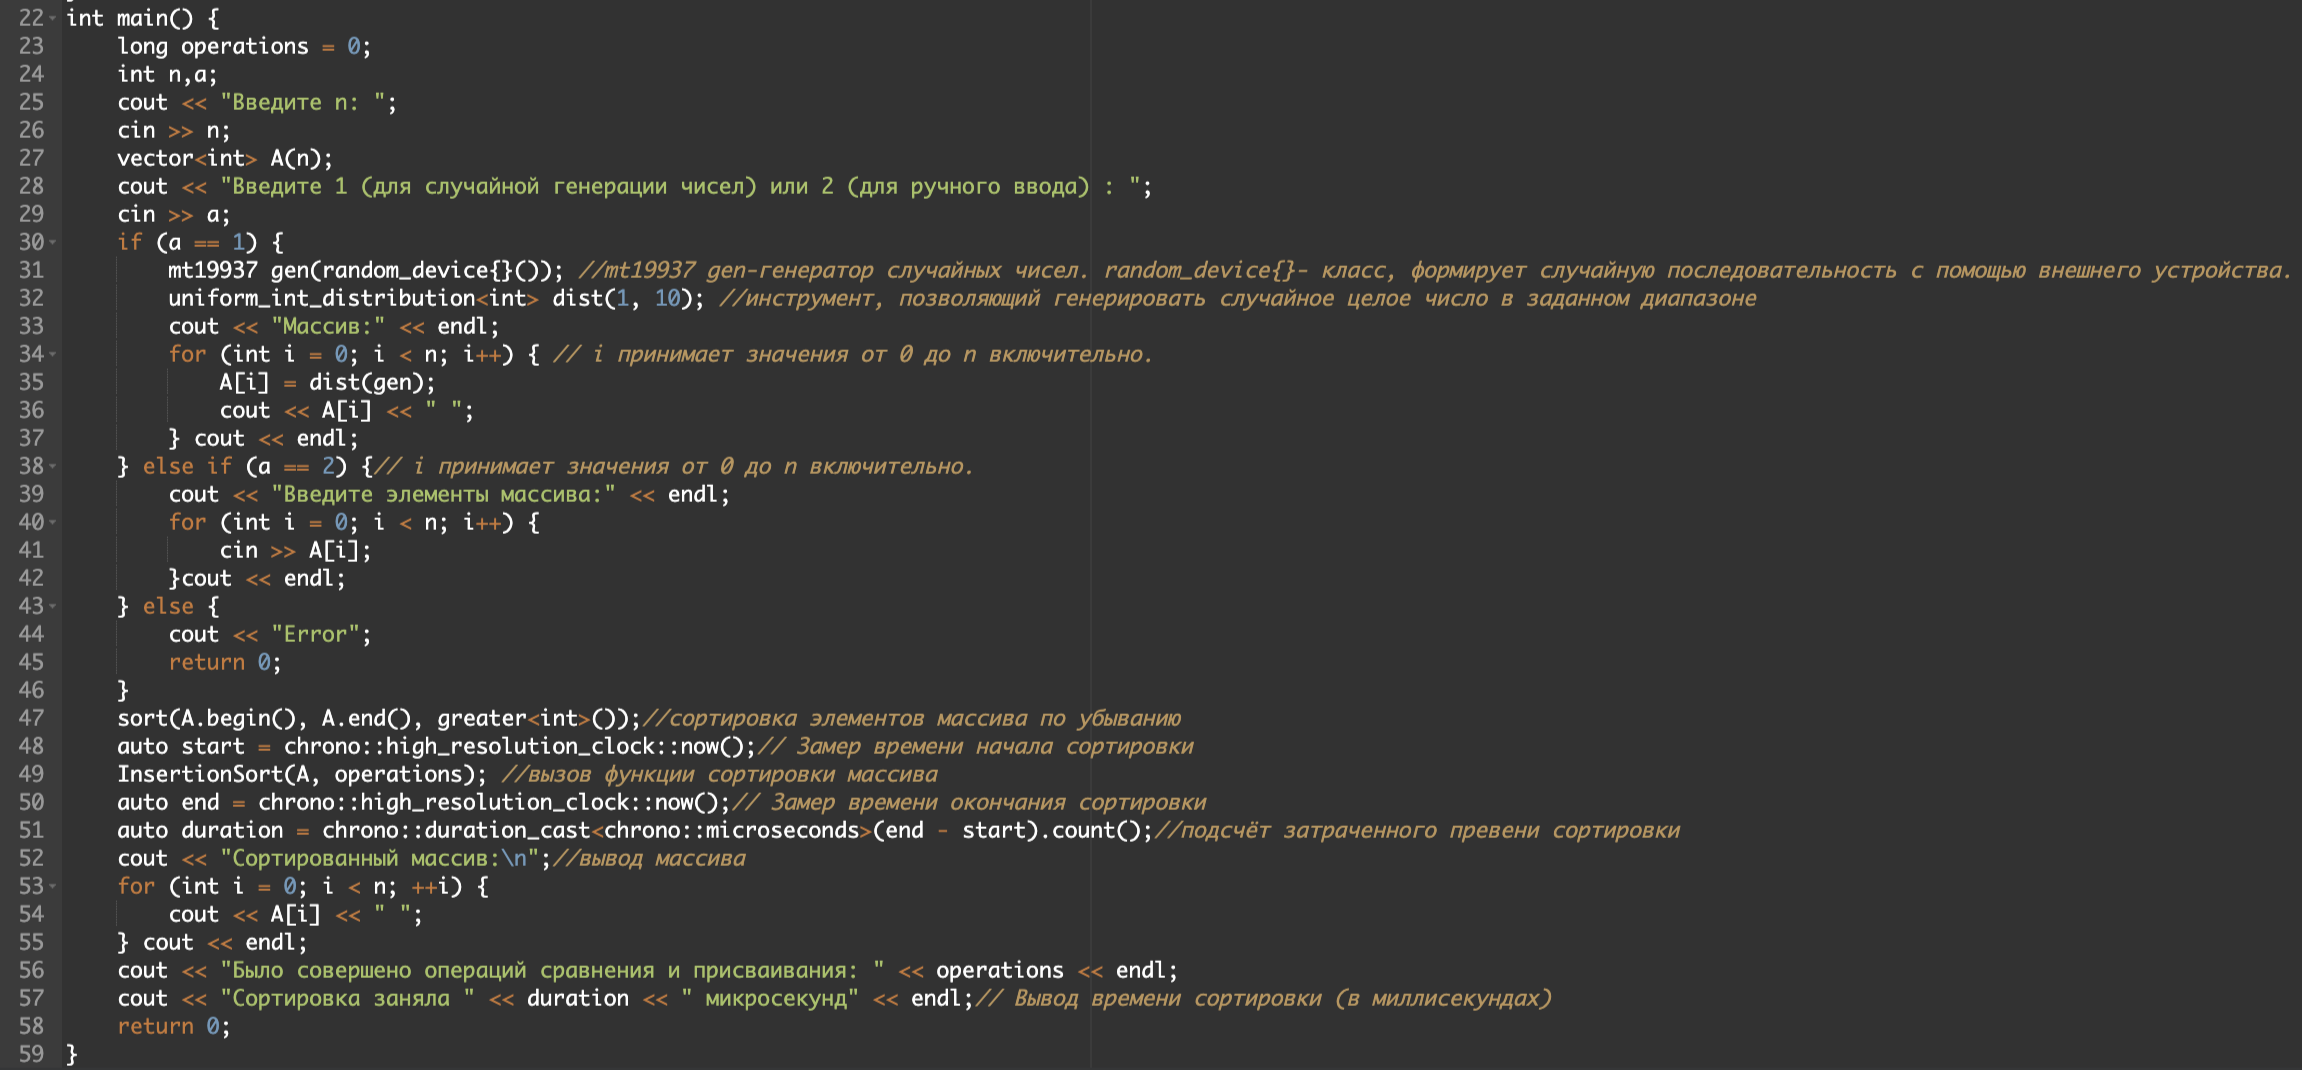 22 int main() {
23 long operations = 0;
24 int n,a;
25 cout << "Введите n: ";
26 cin >> n;
27 vector<int> A(n);
28 cout << "Введите 1 (для случайной генерации чисел) или 2 (для ручного ввода) : ";
29 cin >> a;
30 if (a == 1) {
31 mt19937 gen(random_device{}()); //mt19937 gen-генератор случайных чисел. random_device{}- класс, формирует случайную последовательность с помощью внешнего устройства.
32 uniform_int_distribution<int> dist(1, 10); //инструмент, позволяющий генерировать случайное целое число в заданном диапазоне
33 cout << "Массив:" << endl;
34 for (int i = 0; i < n; i++) { // i принимает значения от 0 до n включительно.
35 A[i] = dist(gen);
36 cout << A[i] << " ";
37 } cout << endl;
38 } else if (a == 2) {// i принимает значения от 0 до n включительно.
39 cout << "Введите элементы массива:" << endl;
40 for (int i = 0; i < n; i++) {
41 cin >> A[i];
42 }cout << endl;
43 } else {
44 cout << "Error";
45 return 0;
46 }
47 sort(A.begin(), A.end(), greater<int>());//сортировка элементов массива по убыванию
48 auto start = chrono::high_resolution_clock::now();// Замер времени начала сортировки
49 InsertionSort(A, operations); //вызов функции сортировки массива
50 auto end = chrono::high_resolution_clock::now();// Замер времени окончания сортировки
51 auto duration = chrono::duration_cast<chrono::microseconds>(end - start).count();//подсчёт затраченного превени сортировки
52 cout << "Сортированный массив:\n";//вывод массива
53 for (int i = 0; i < n; ++i) {
54 cout << A[i] << " ";
55 } cout << endl;
56 cout << "Было совершено операций сравнения и присваивания: " << operations << endl;
57 cout << "Сортировка заняла " << duration << " микросекунд" << endl;// Вывод времени сортировки (в миллисекундах)
58 return 0;
59 }